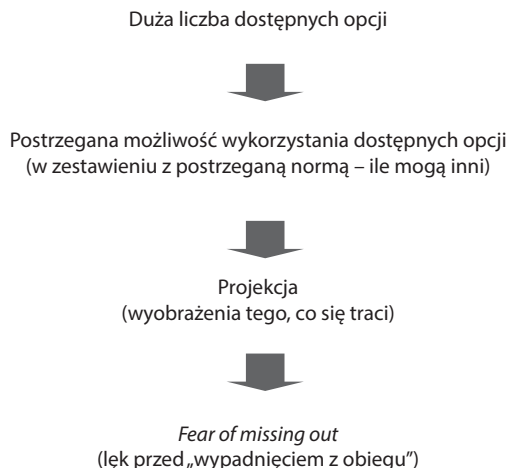 Duża liczba dostępnych opcji
Postrzegana możliwość wykorzystania dostępnych opcji
(w zestawieniu z postrzeganą normą – ile mogą inni)
Projekcja
(wyobrażenia tego, co się traci)
Fear of missing out
(lęk przed „wypadnięciem z obiegu”)